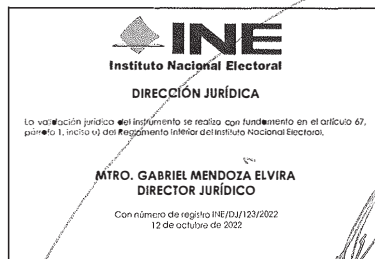 INE
Instituto Nacional Electoral
DIRECCIÓN JURÍDICA
La validación jurídica del instrumento se realiza con fundamento en el artículo 67,
párrafo 1, inciso u) del Reglamento Interior del Instituto Nacional Electoral.
MTRO. GABRIEL MENDOZA ELVIRA
DIRECTOR JURÍDICO
Con número de registro INE/DJ/123/2022
12 de octubre de 2022